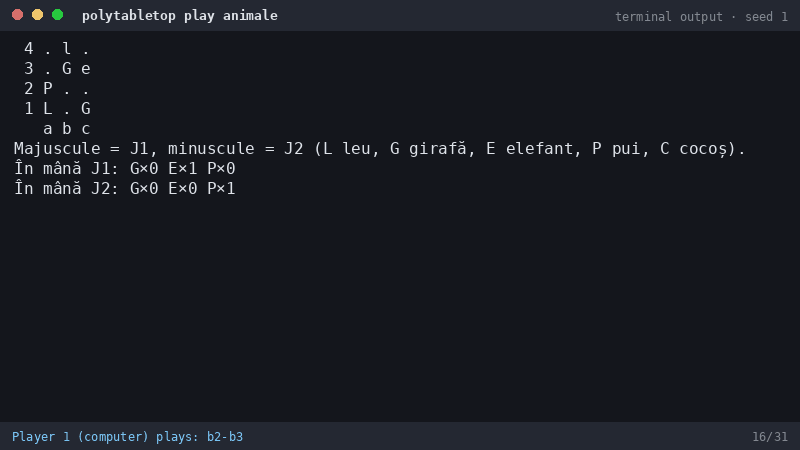 polytabletop play animale
terminal output · seed 1
4 . l .
3 . G e
2 P . .
1 L . G
a b c
Majuscule = J1, minuscule = J2 (L leu, G girafă, E elefant, P pui, C cocoș).
În mână J1: G×0 E×1 P×0
În mână J2: G×0 E×0 P×1
Player 1 (computer) plays: b2-b3
16/31